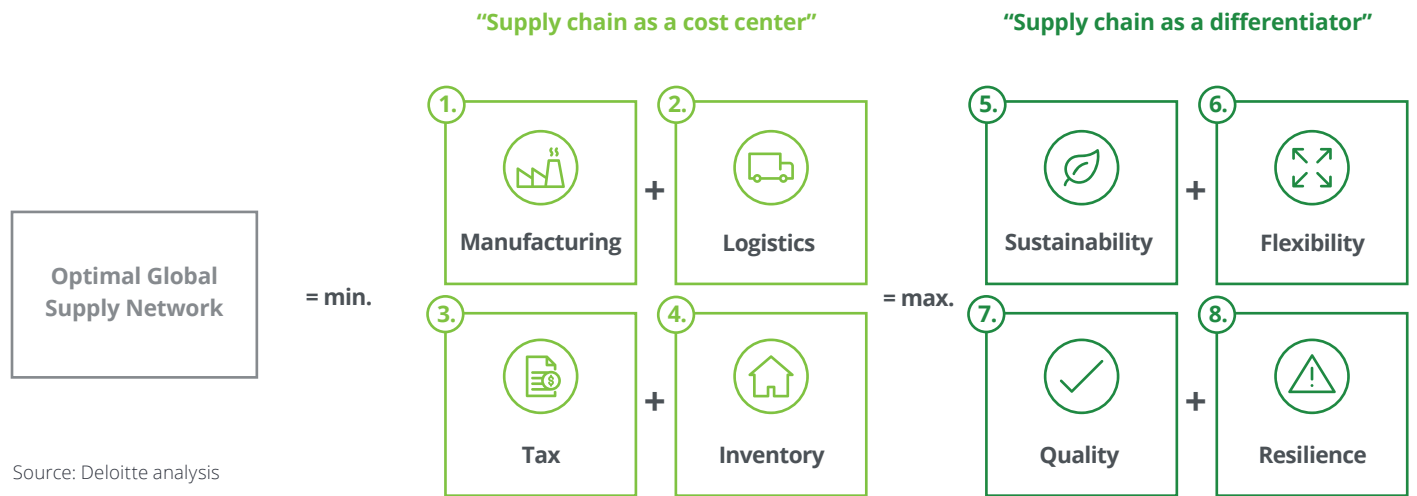 “Supply chain as a cost center”
“Supply chain as a differentiator”
1.
2.
5.
6.
Manufacturing
+
Logistics
Sustainability
+
Flexibility
Optimal Global
Supply Network
= min.
= max.
3.
4.
7.
8.
$
Tax
+
Inventory
Quality
+
Resilience
Source: Deloitte analysis